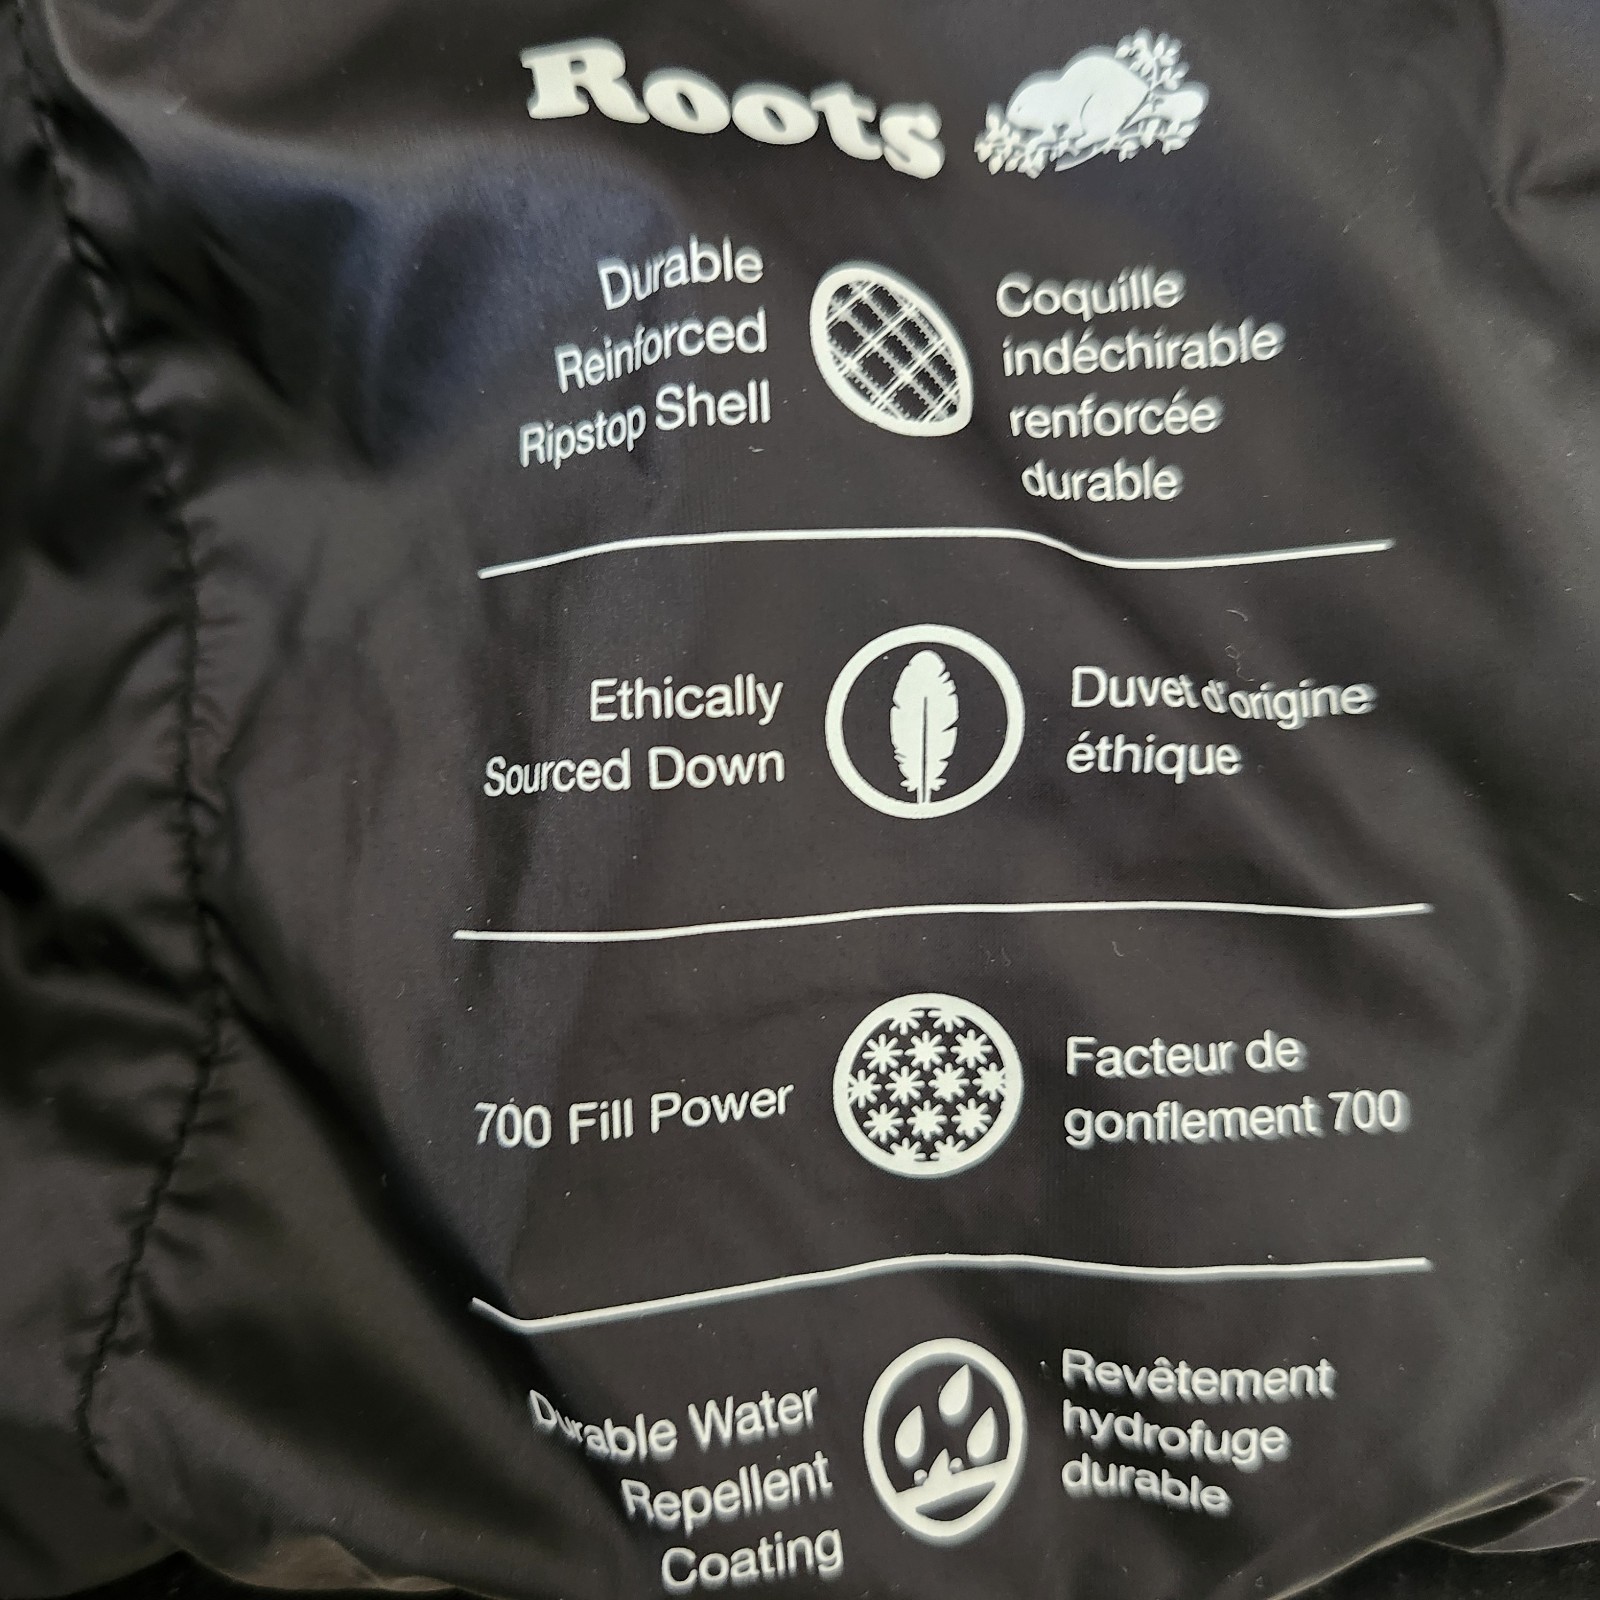 Roots
Durable
Reinforced
Ripstop Shell
Coquille
indéchirable
renforcée
durable
Ethically
Sourced Down
Duvet d'origine
éthique
700 Fill Power
Facteur de
gonflement 700
Durable Water
Repellent
Coating
Revêtement
hydrofuge
durable